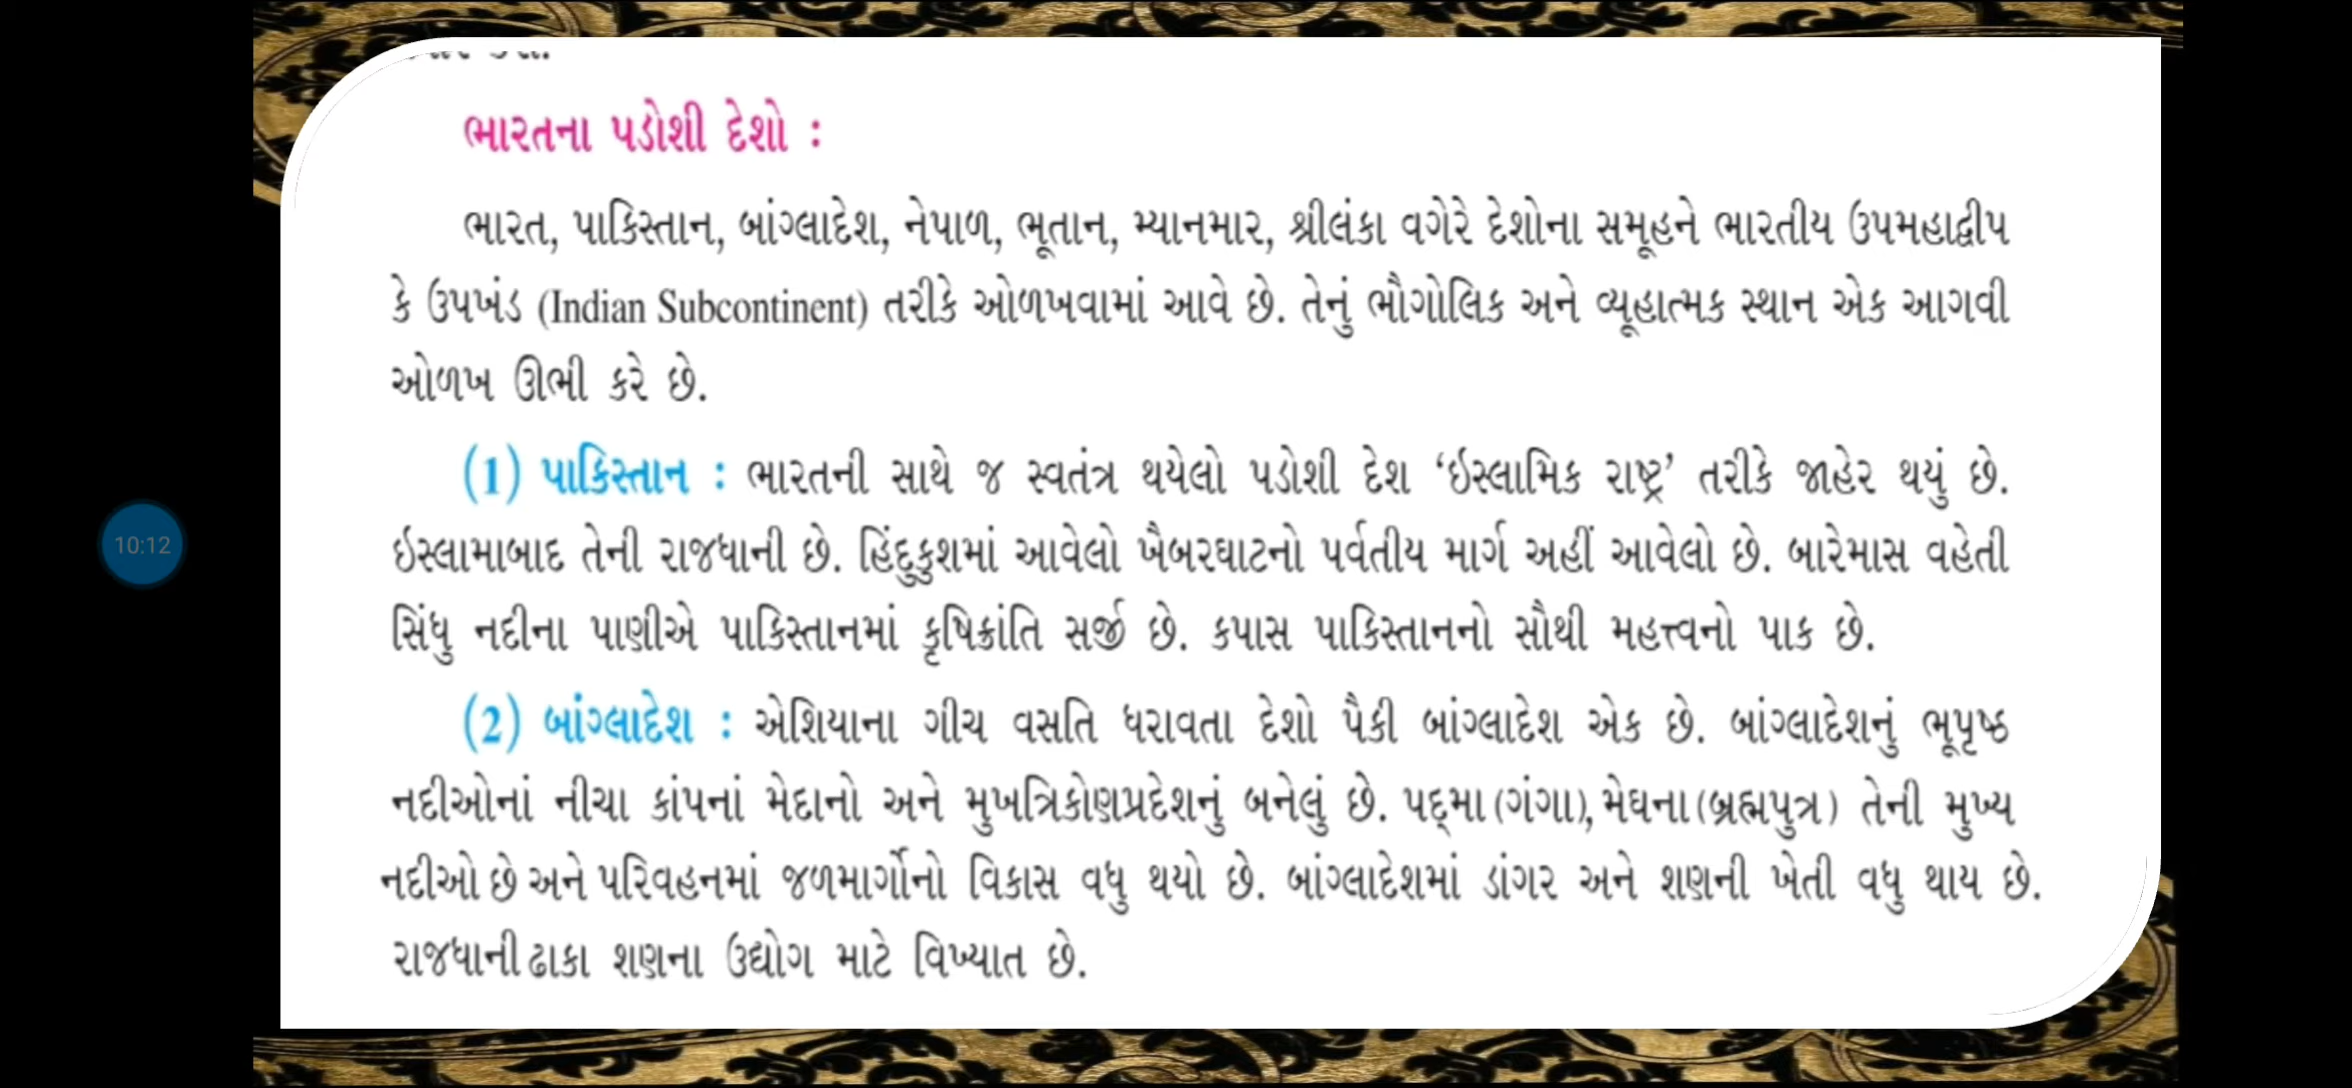 ભારતના પડોશી દેશો :
ભારત, પાકિસ્તાન, બાંગ્લાદેશ, નેપાળ, ભૂતાન, મ્યાનમાર, શ્રીલંકા વગેરે દેશોના સમૂહને ભારતીય ઉપમહાદ્વીપ
કે ઉપખંડ (Indian Subcontinent) તરીકે ઓળખવામાં આવે છે. તેનું ભૌગોલિક અને વ્યૂહાત્મક સ્થાન એક આગવી
ઓળખ ઊભી કરે છે.
(1) પાકિસ્તાન : ભારતની સાથે જ સ્વતંત્ર થયેલો પડોશી દેશ ‘ઇસ્લામિક રાષ્ટ્ર’ તરીકે જાહેર થયું છે.
ઇસ્લામાબાદ તેની રાજધાની છે. હિંદુકુશમાં આવેલો ખૈબરઘાટનો પર્વતીય માર્ગ અહીં આવેલો છે. બારેમાસ વહેતી
સિંધુ નદીના પાણીએ પાકિસ્તાનમાં કૃષિક્રાંતિ સર્જી છે. કપાસ પાકિસ્તાનનો સૌથી મહત્ત્વનો પાક છે.
(2) બાંગ્લાદેશ : એશિયાના ગીચ વસતિ ધરાવતા દેશો પૈકી બાંગ્લાદેશ એક છે. બાંગ્લાદેશનું ભૂપૃષ્ઠ
નદીઓનાં નીચા કાંપનાં મેદાનો અને મુખત્રિકોણપ્રદેશનું બનેલું છે. પદ્‌મા (ગંગા), મેઘના (બ્રહ્મપુત્ર) તેની મુખ્ય
નદીઓ છે અને પરિવહનમાં જળમાર્ગોનો વિકાસ વધુ થયો છે. બાંગ્લાદેશમાં ડાંગર અને શણની ખેતી વધુ થાય છે.
રાજધાની ઢાકા શણના ઉદ્યોગ માટે વિખ્યાત છે.
10:12